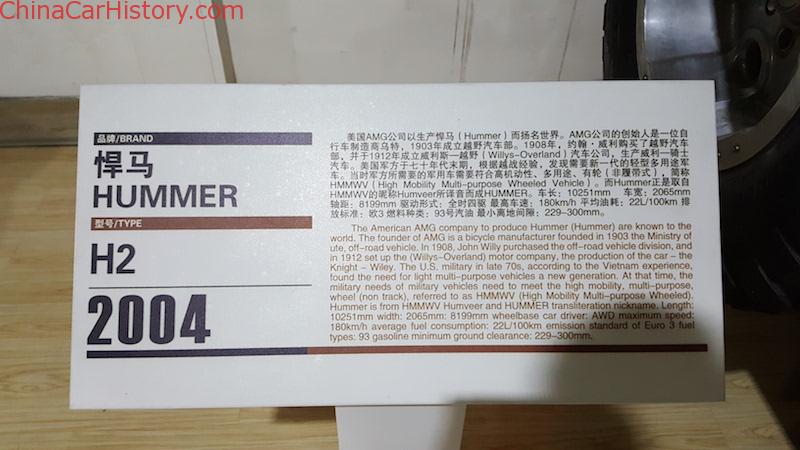 ChinaCarHistory.com
品牌/BRAND
悍马
HUMMER
型号/TYPE
H2
2004
美国AMG公司以生产悍马（Hummer）而扬名世界。AMG公司的创始人是一位自
行车制造商乌特，1903年成立越野汽车部。1908年，约翰·威利购买了越野汽车
部，并于1912年成立威利斯—越野（Willys–Overland）汽车公司，生产威利—骑士
汽车。美国军方于七十年代末期，根据越战经验，发现需要新一代的轻型多用途军
车。当时军方所需要的军用车需要符合高机动性、多用途、有轮（非履带式），简称
HMMWV（High Mobility Multi–purpose Wheeled Vehicle）。而Hummer正是取自
HMMWV的昵称Humveer所译音而成HUMMER。车长：10251mm 车宽：2065mm
轴距：8199mm 驱动形式：全时四驱 最高车速：180km/h 平均油耗：22L/100km 排
放标准：欧3 燃料种类：93号汽油 最小离地间隙：229–300mm。
The American AMG company to produce Hummer (Hummer) are known to the
world. The founder of AMG is a bicycle manufacturer founded in 1903 the Ministry of
ute, off–road vehicle. In 1908, John Willy purchased the off–road vehicle division, and
in 1912 set up the (Willys–Overland) motor company, the production of the car – the
Knight – Wiley. The U.S. military in late 70s, according to the Vietnam experience,
found the need for light multi–purpose vehicles a new generation. At that time, the
military needs of military vehicles need to meet the high mobility, multi–purpose,
wheel (non track), referred to as HMMWV (High Mobility Multi–purpose Wheeled).
Hummer is from HMMWV Humveer and HUMMER transliteration nickname. Length:
10251mm width: 2065mm: 8199mm wheelbase car driver: AWD maximum speed:
180km/h average fuel consumption: 22L/100km emission standard of Euro 3 fuel
types: 93 gasoline minimum ground clearance: 229–300mm.